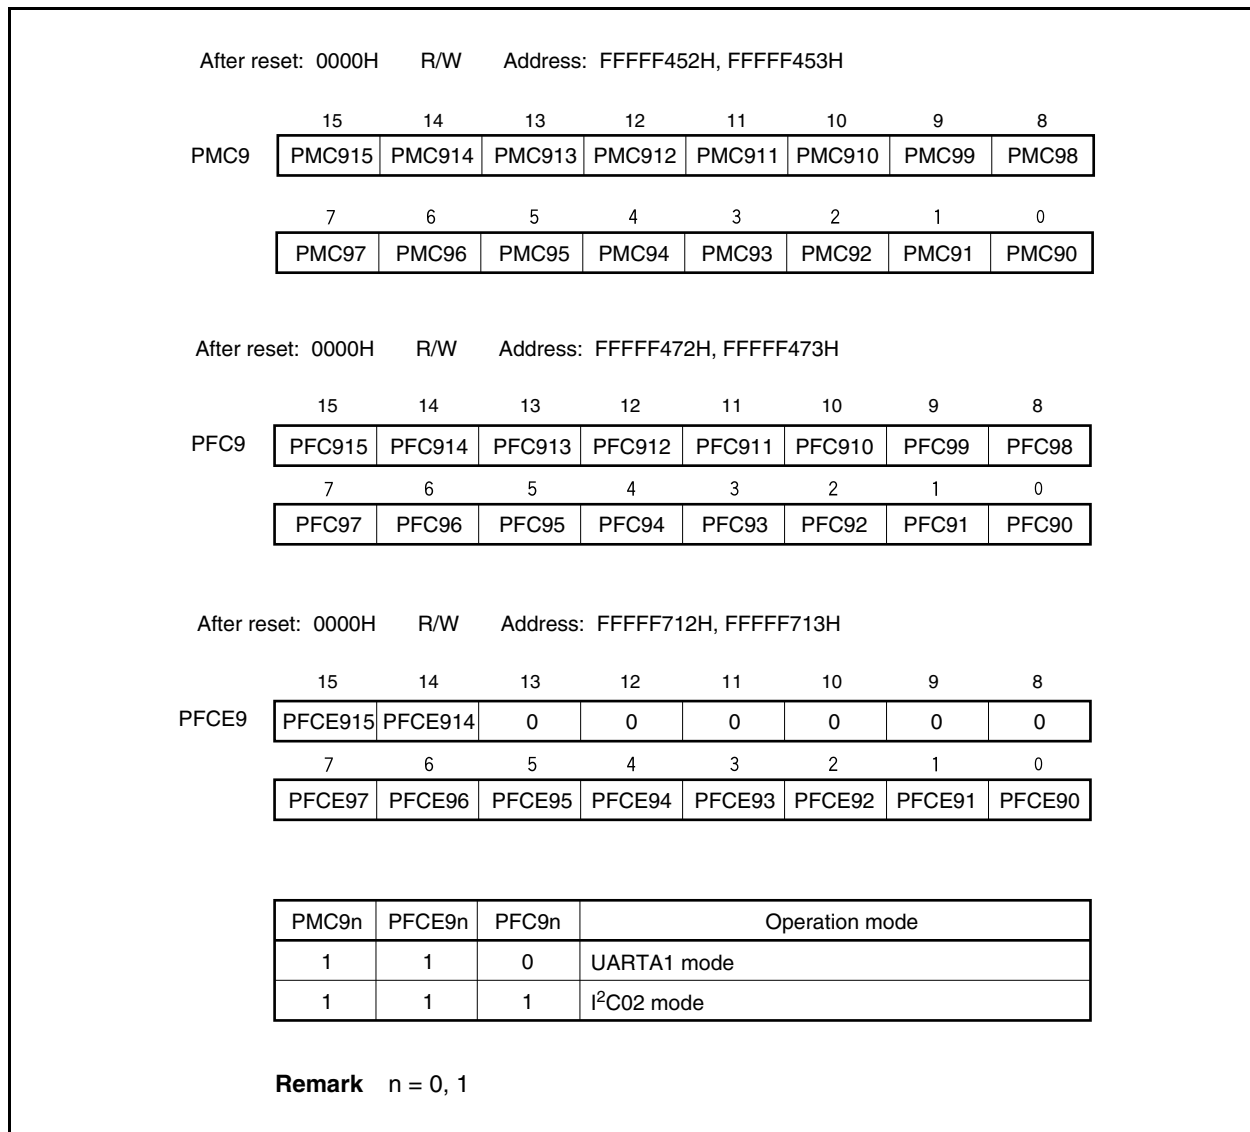 After reset: 0000H R/W Address: FFFFF452H, FFFFF453H
15 14 13 12 11 10 9 8
PMC9 PMC915 PMC914 PMC913 PMC912 PMC911 PMC910 PMC99 PMC98
7 6 5 4 3 2 1 0
PMC97 PMC96 PMC95 PMC94 PMC93 PMC92 PMC91 PMC90
After reset: 0000H R/W Address: FFFFF472H, FFFFF473H
15 14 13 12 11 10 9 8
PFC9 PFC915 PFC914 PFC913 PFC912 PFC911 PFC910 PFC99 PFC98
7 6 5 4 3 2 1 0
PFC97 PFC96 PFC95 PFC94 PFC93 PFC92 PFC91 PFC90
After reset: 0000H R/W Address: FFFFF712H, FFFFF713H
15 14 13 12 11 10 9 8
PFCE9 PFCE915 PFCE914 0 0 0 0 0 0
7 6 5 4 3 2 1 0
PFCE97 PFCE96 PFCE95 PFCE94 PFCE93 PFCE92 PFCE91 PFCE90
PMC9n PFCE9n PFC9n Operation mode
1 1 0 UARTA1 mode
1 1 1 I²C02 mode
Remark n = 0, 1